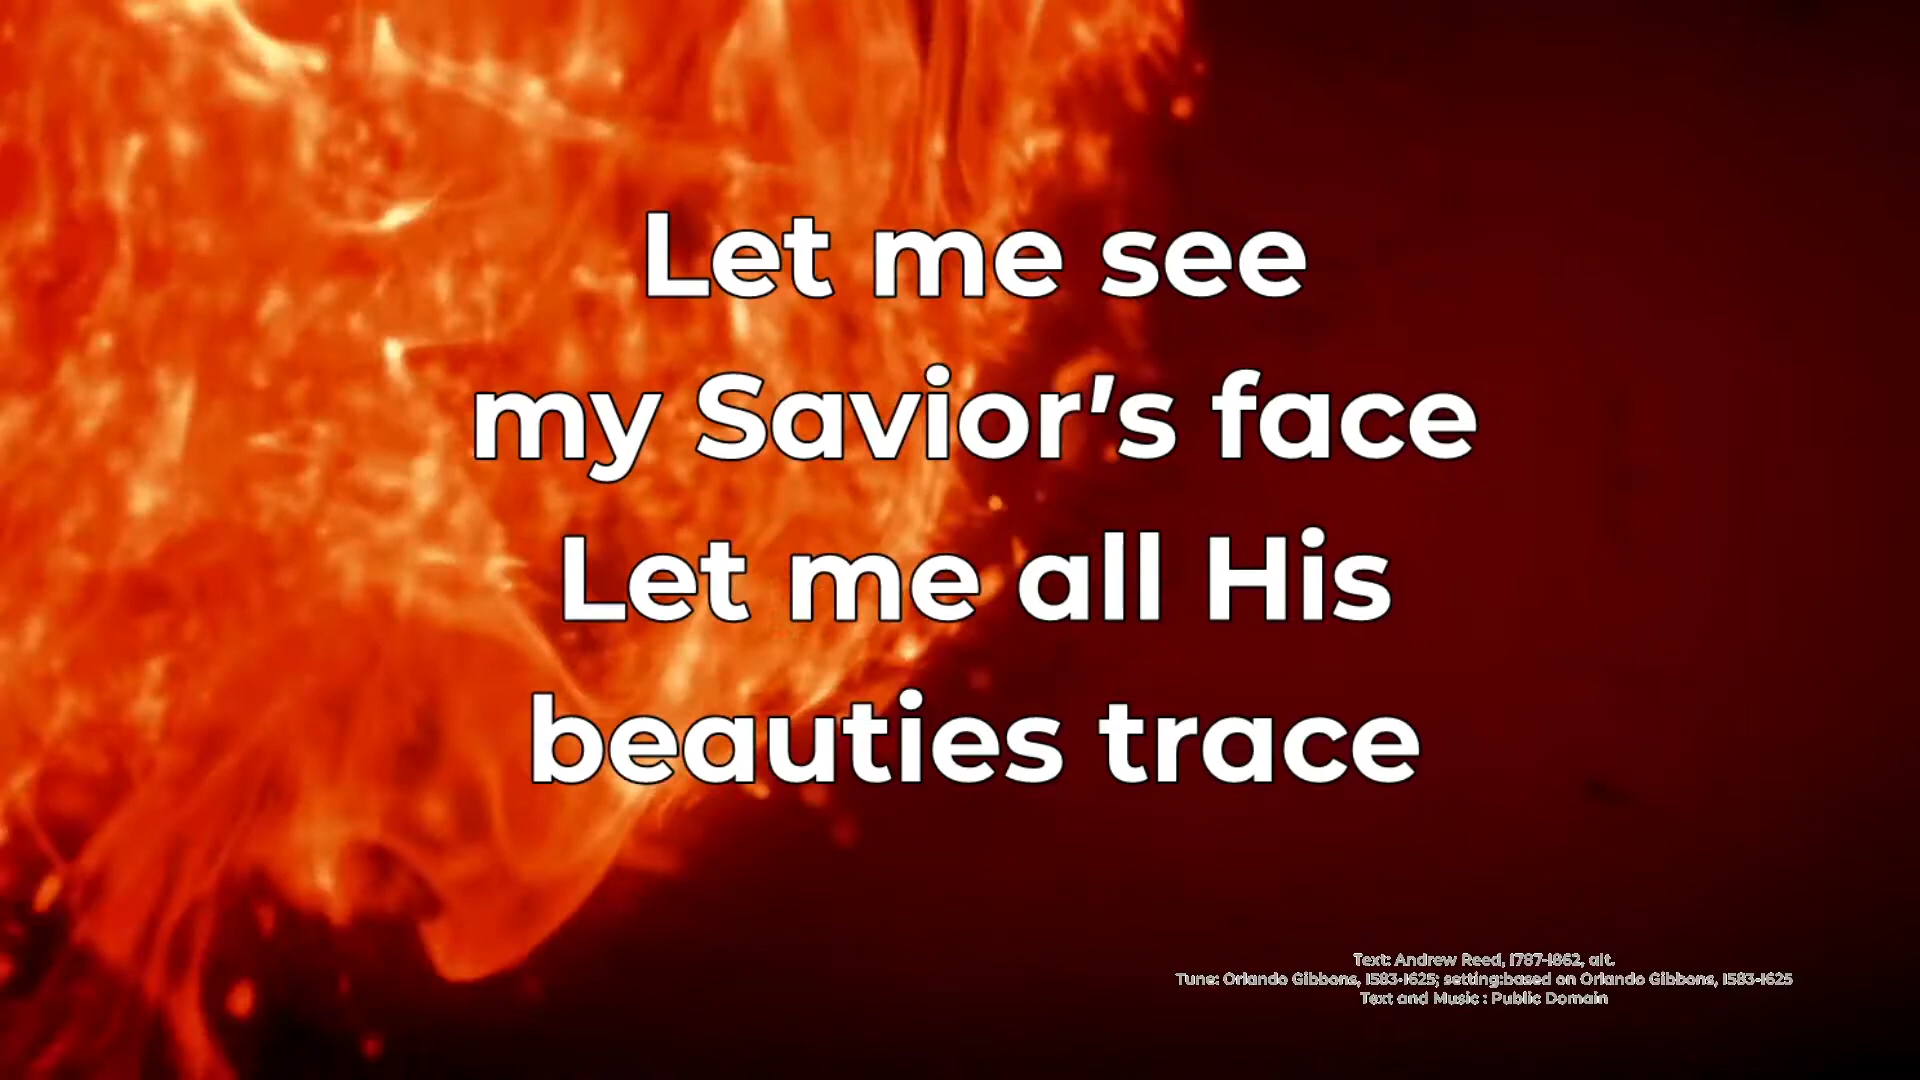 Let me see
my Savior's face
Let me all His
beauties trace
Text: Andrew Reed, 1787-1862, alt.
Tune: Orlando Gibbons, 1583-1625; setting:based on Orlando Gibbons, 1583-1625
Text and Music : Public Domain